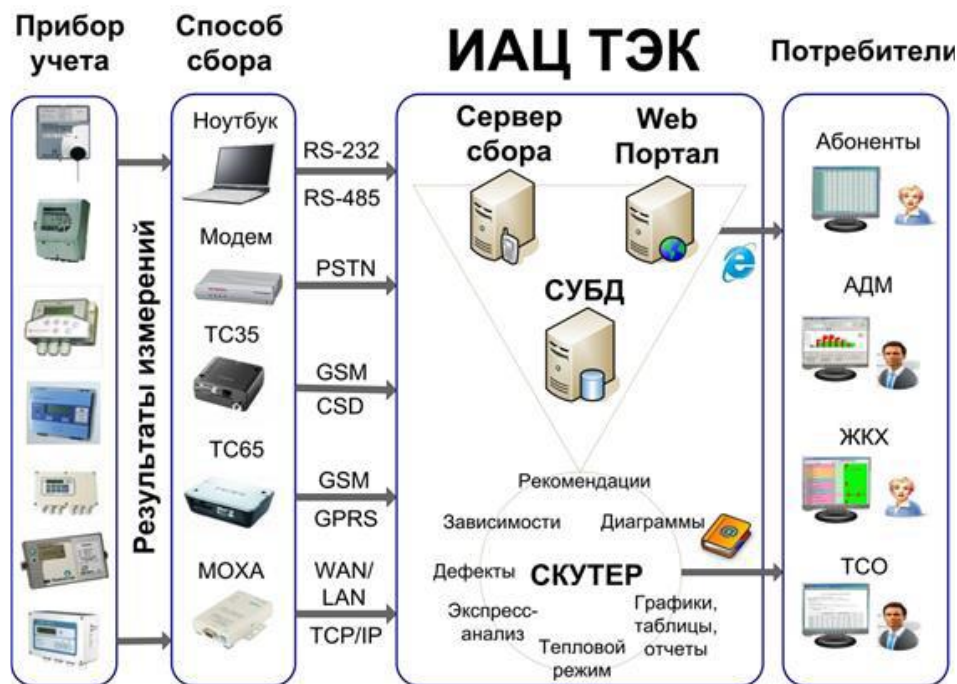 Прибор
учета
Способ
сбора
ИАЦ ТЭК
Потребители
Результаты измерений
Ноутбук
RS-232
RS-485
Модем
PSTN
TC35
GSM
CSD
TC65
GSM
GPRS
MOXA
WAN/
LAN
TCP/IP
Сервер
сбора
Web
Портал
СУБД
Рекомендации
Зависимости
Диаграммы
Дефекты
СКУТЕР
Экспресс-
анализ
Графики,
таблицы,
отчеты
Тепловой
режим
Абоненты
АДМ
ЖКХ
ТСО